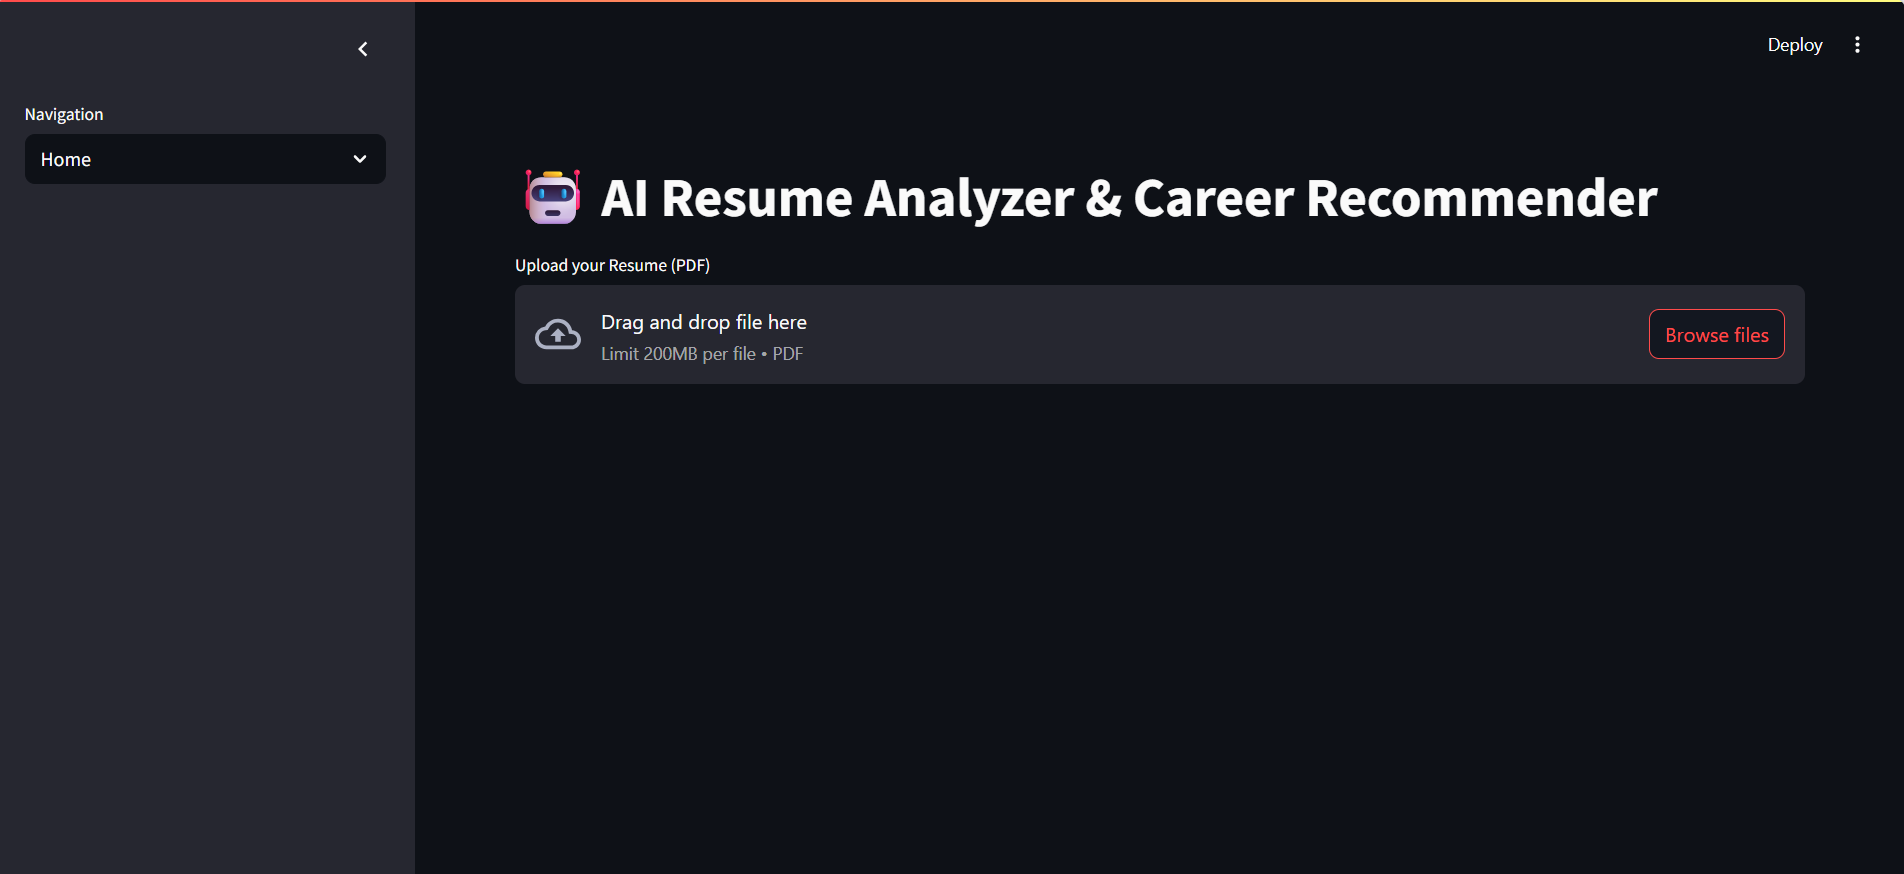 Deploy
Navigation
Home
AI Resume Analyzer & Career Recommender
Upload your Resume (PDF)
Drag and drop file here
Limit 200MB per file • PDF
Browse files